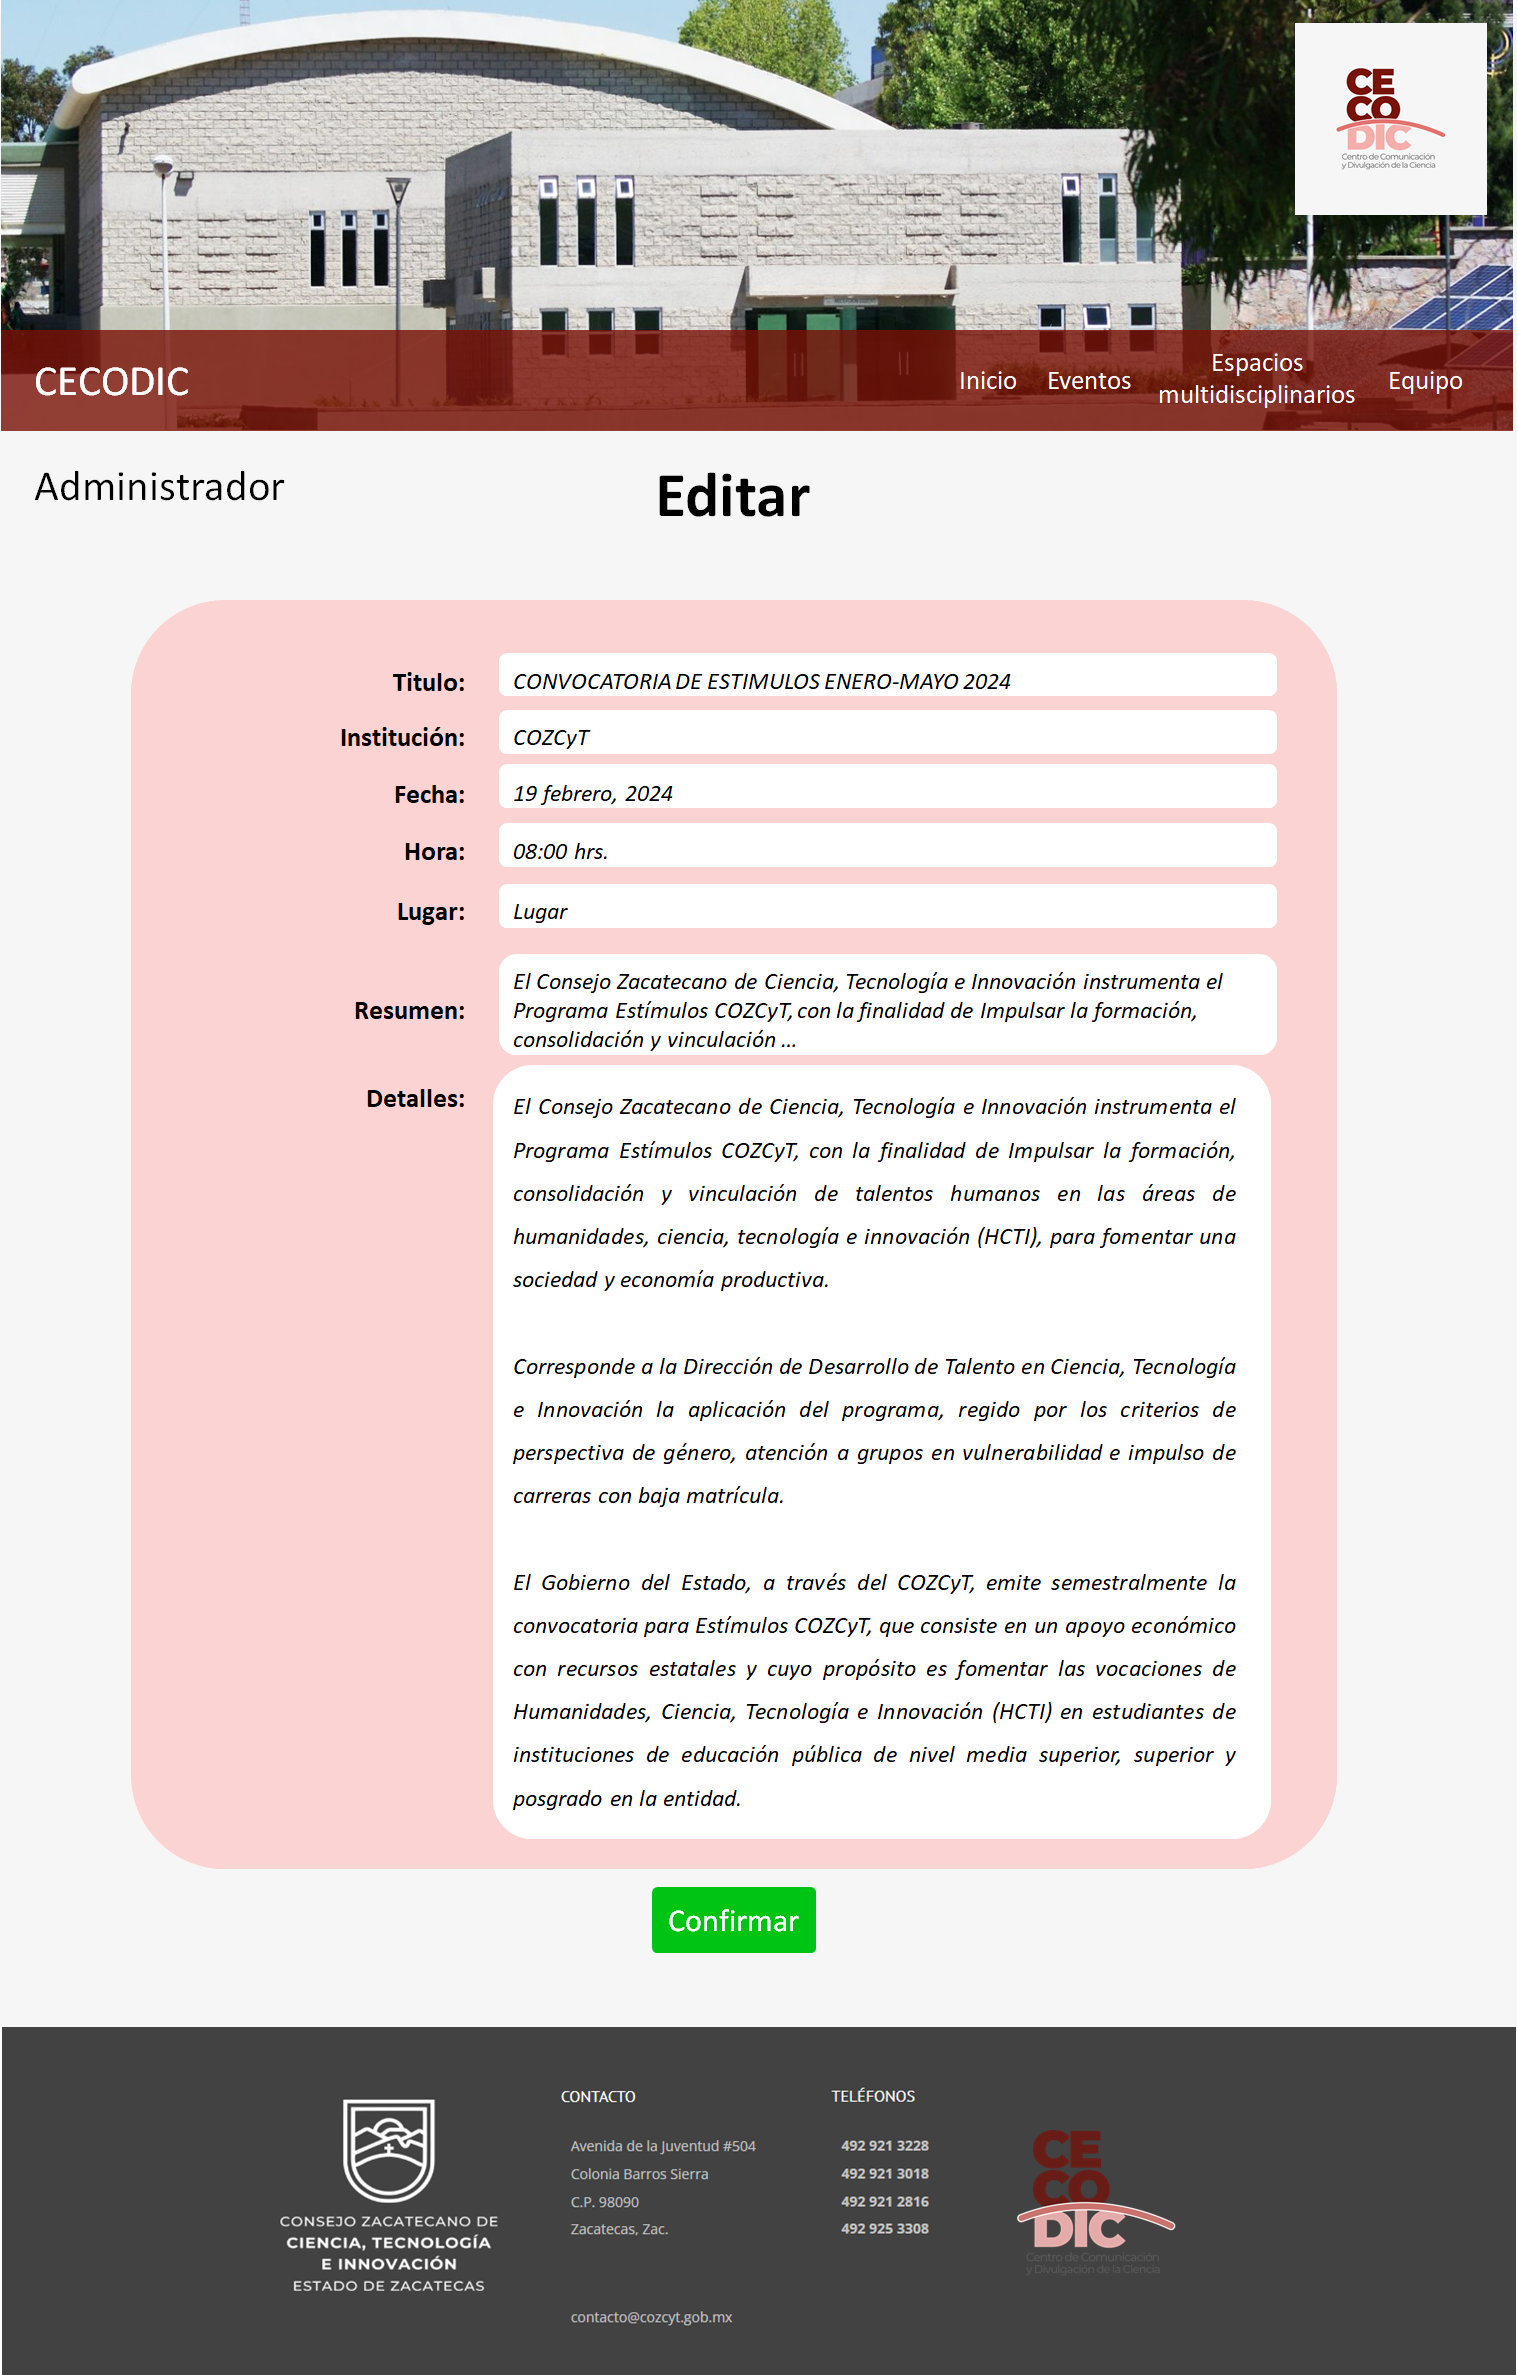 CE
CO
DIC
Centro de Comunicación
y Divulgación de la Ciencia
CECODIC
Inicio
Eventos
Espacios
multidisciplinarios
Equipo
Administrador
Editar
Titulo:
CONVOCATORIA DE ESTIMULOS ENERO-MAYO 2024
Institución:
COZCyT
Fecha:
19 febrero, 2024
Hora:
08:00 hrs.
Lugar:
Lugar
Resumen:
El Consejo Zacatecano de Ciencia, Tecnología e Innovación instrumenta el
Programa Estímulos COZCyT, con la finalidad de Impulsar la formación,
consolidación y vinculación ...
Detalles:
El Consejo Zacatecano de Ciencia, Tecnología e Innovación instrumenta el
Programa Estímulos COZCyT, con la finalidad de Impulsar la formación,
consolidación y vinculación de talentos humanos en las áreas de
humanidades, ciencia, tecnología e innovación (HCTI), para fomentar una
sociedad y economía productiva.
Corresponde a la Dirección de Desarrollo de Talento en Ciencia, Tecnología
e Innovación la aplicación del programa, regido por los criterios de
perspectiva de género, atención a grupos en vulnerabilidad e impulso de
carreras con baja matrícula.
El Gobierno del Estado, a través del COZCyT, emite semestralmente la
convocatoria para Estímulos COZCyT, que consiste en un apoyo económico
con recursos estatales y cuyo propósito es fomentar las vocaciones de
Humanidades, Ciencia, Tecnología e Innovación (HCTI) en estudiantes de
instituciones de educación pública de nivel media superior, superior y
posgrado en la entidad.
Confirmar
CONSEJO ZACATECANO DE
CIENCIA, TECNOLOGÍA
E INNOVACIÓN
ESTADO DE ZACATECAS
CONTACTO
Avenida de la Juventud #504
Colonia Barros Sierra
C.P. 98090
Zacatecas, Zac.
contacto@cozcyt.gob.mx
TELÉFONOS
492 921 3228
492 921 3018
492 921 2816
492 925 3308
CE
CO
DIC
Centro de Comunicación
y Divulgación de la Ciencia